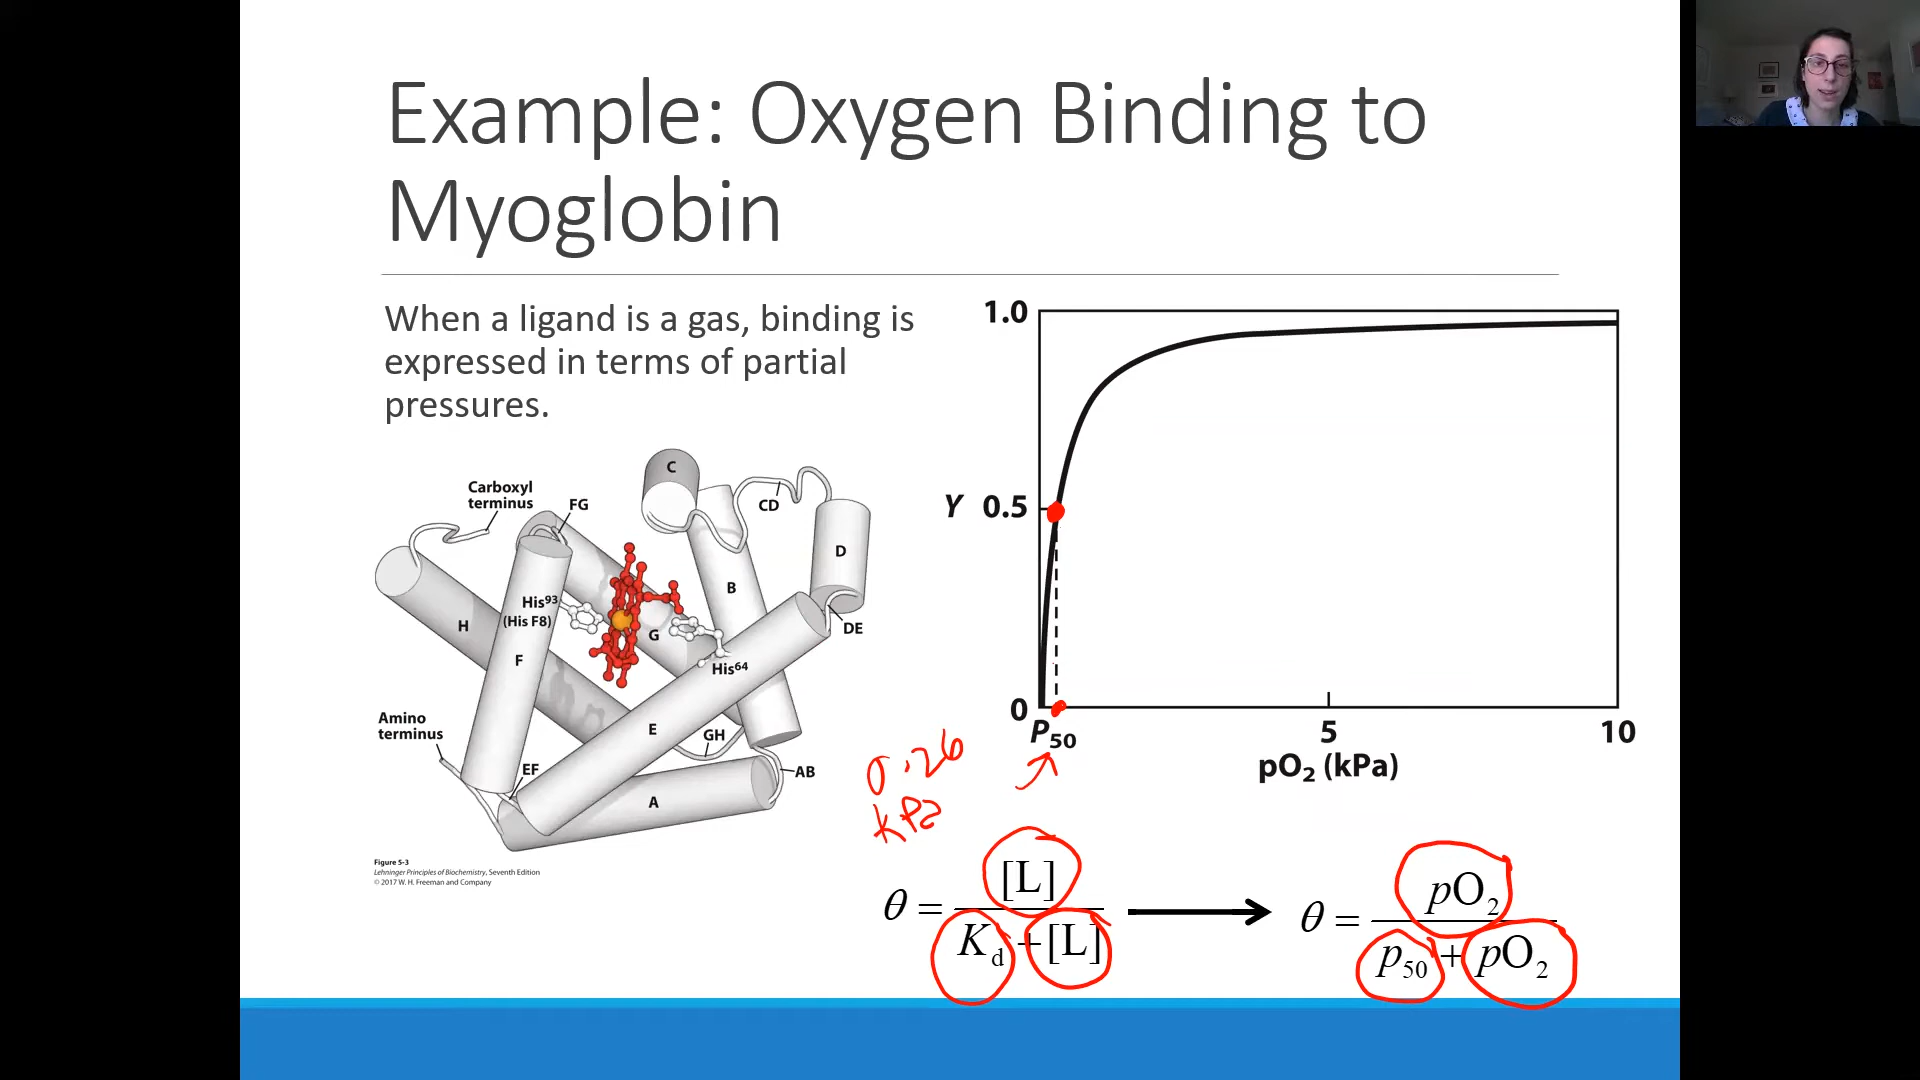 Example: Oxygen Binding to
Myoglobin
When a ligand is a gas, binding is
expressed in terms of partial
pressures.
Carboxyl
terminus
FG
C
CD
D
B
His⁹³
(His F8)
H
G
F
DE
His⁶⁴
Amino
terminus
E
GH
EF
AB
A
Figure 5-3
Lehninger Principles of Biochemistry, Seventh Edition
© 2017 W. H. Freeman and Company
1.0
Y 0.5
0
P₅₀ 5 10
pO₂ (kPa)
0.26
kPa
θ = [L] / (K_d + [L])
θ = pO₂ / (p₅₀ + pO₂)